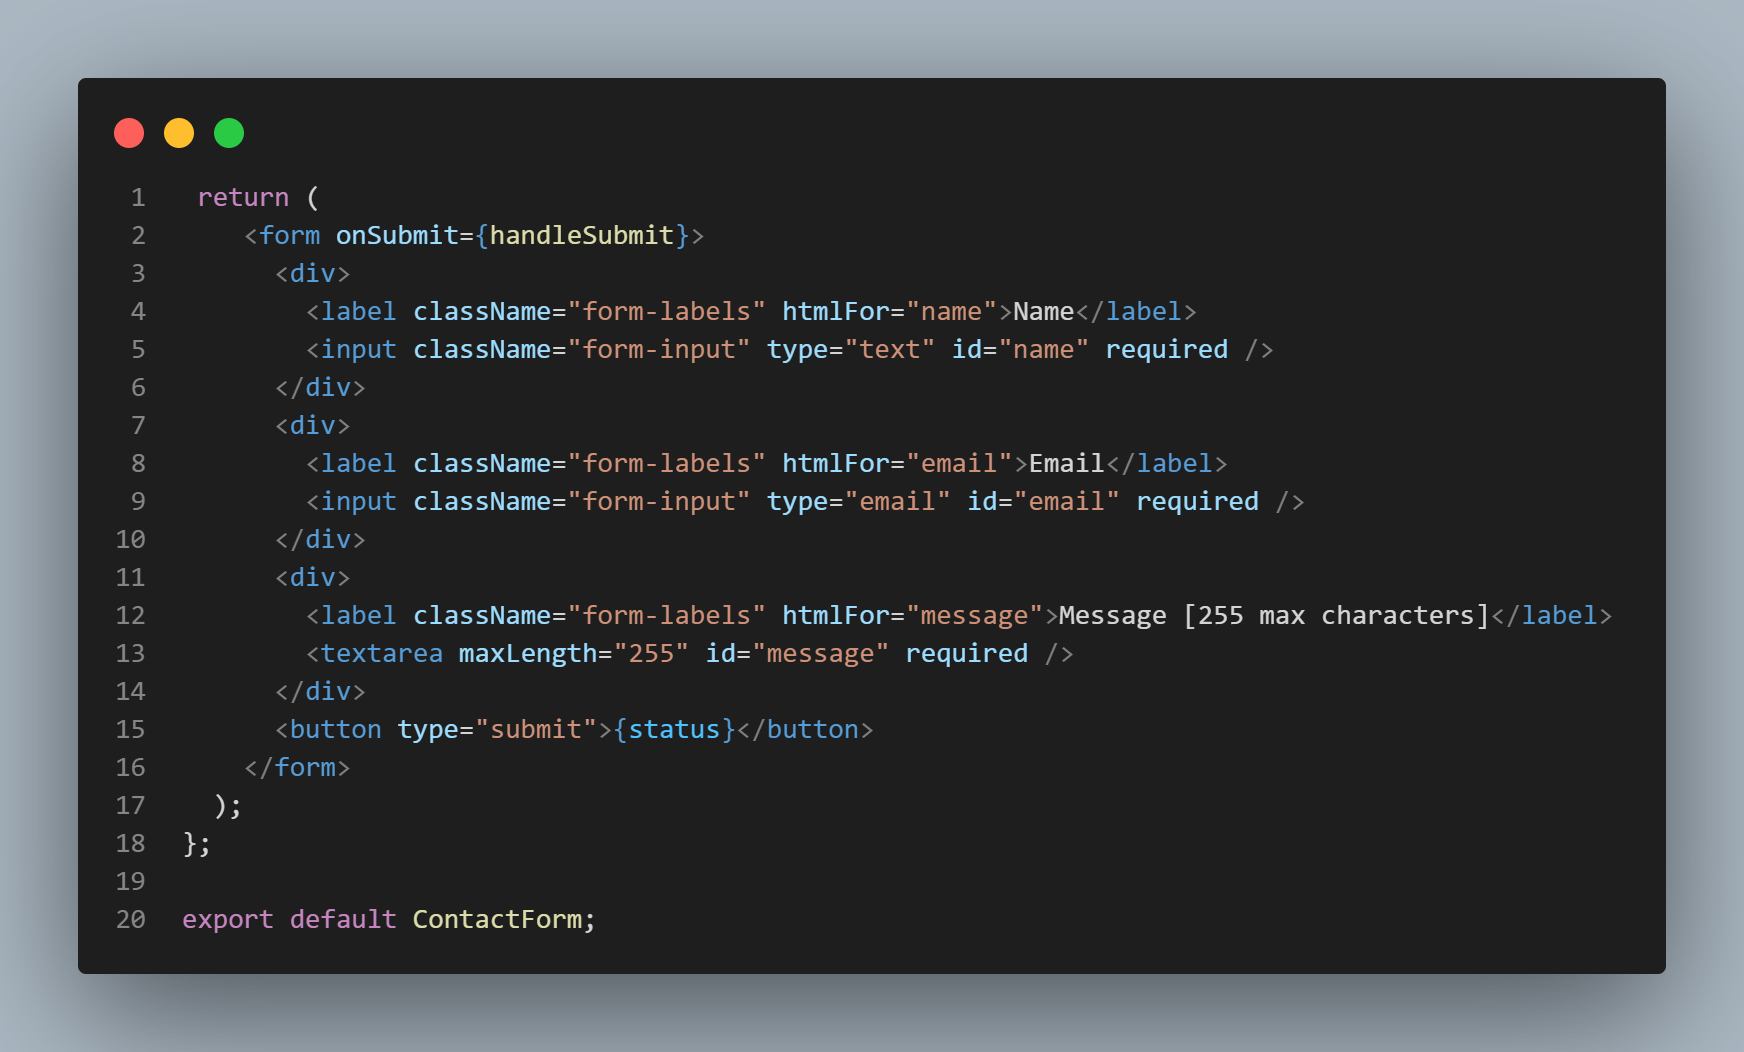 1 return (
2 <form onSubmit={handleSubmit}>
3 <div>
4 <label className="form-labels" htmlFor="name">Name</label>
5 <input className="form-input" type="text" id="name" required />
6 </div>
7 <div>
8 <label className="form-labels" htmlFor="email">Email</label>
9 <input className="form-input" type="email" id="email" required />
10 </div>
11 <div>
12 <label className="form-labels" htmlFor="message">Message [255 max characters]</label>
13 <textarea maxLength="255" id="message" required />
14 </div>
15 <button type="submit">{status}</button>
16 </form>
17 );
18 };
19
20 export default ContactForm;